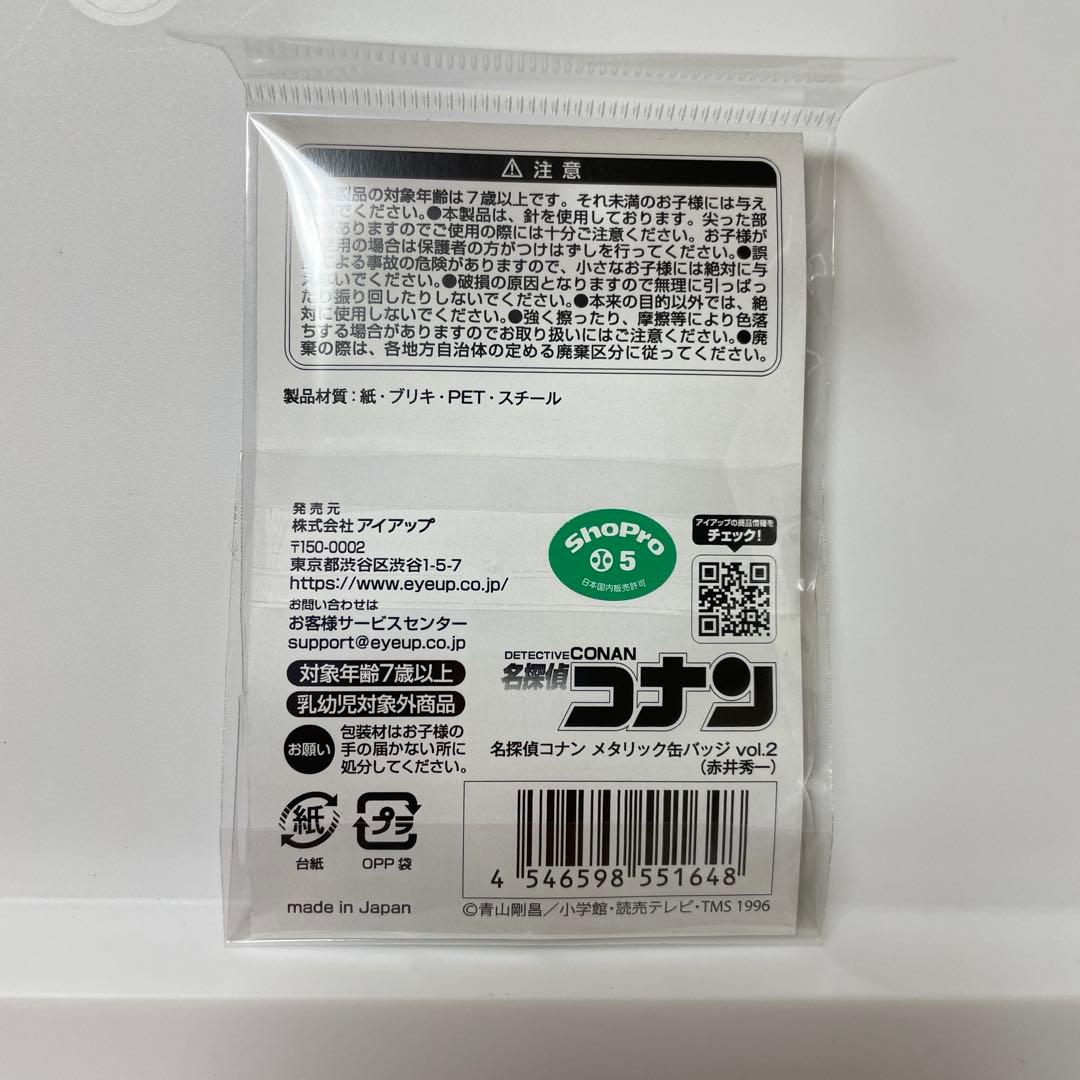 ⚠ 注意
製品の対象年齢は7歳以上です。それ未満のお子様には与え
でください。●本製品は、針を使用しております。尖った部
がありますのでご使用の際には十分ご注意ください。お子様が
使用の場合は保護者の方がつけはずしを行ってください。●誤
による事故の危険がありますので、小さなお子様には絶対に与
えないでください。●破損の原因となりますので無理に引っぱっ
たり振り回したりしないでください。●本来の目的以外では、絶
対に使用しないでください。●強く擦ったり、摩擦等により色落
ちする場合がありますのでお取り扱いにはご注意ください。●廃
棄の際は、各地方自治体の定める廃棄区分に従ってください。
製品材質：紙・ブリキ・PET・スチール
発売元
株式会社 アイアップ
〒150-0002
東京都渋谷区渋谷1-5-7
https://www.eyeup.co.jp/
お問い合わせは
お客様サービスセンター
support@eyeup.co.jp
対象年齢7歳以上
乳幼児対象外商品
お願い
包装材はお子様の
手の届かない所に
処分してください。
紙
台紙
プラ
OPP 袋
made in Japan
ShoPro
5
日本国内販売許可
アイアップの商品情報を
チェック!
DETECTIVE CONAN
名探偵コナン
名探偵コナン メタリック缶バッジ vol.2
（赤井秀一）
4 546598 551648
©青山剛昌／小学館・読売テレビ・TMS 1996